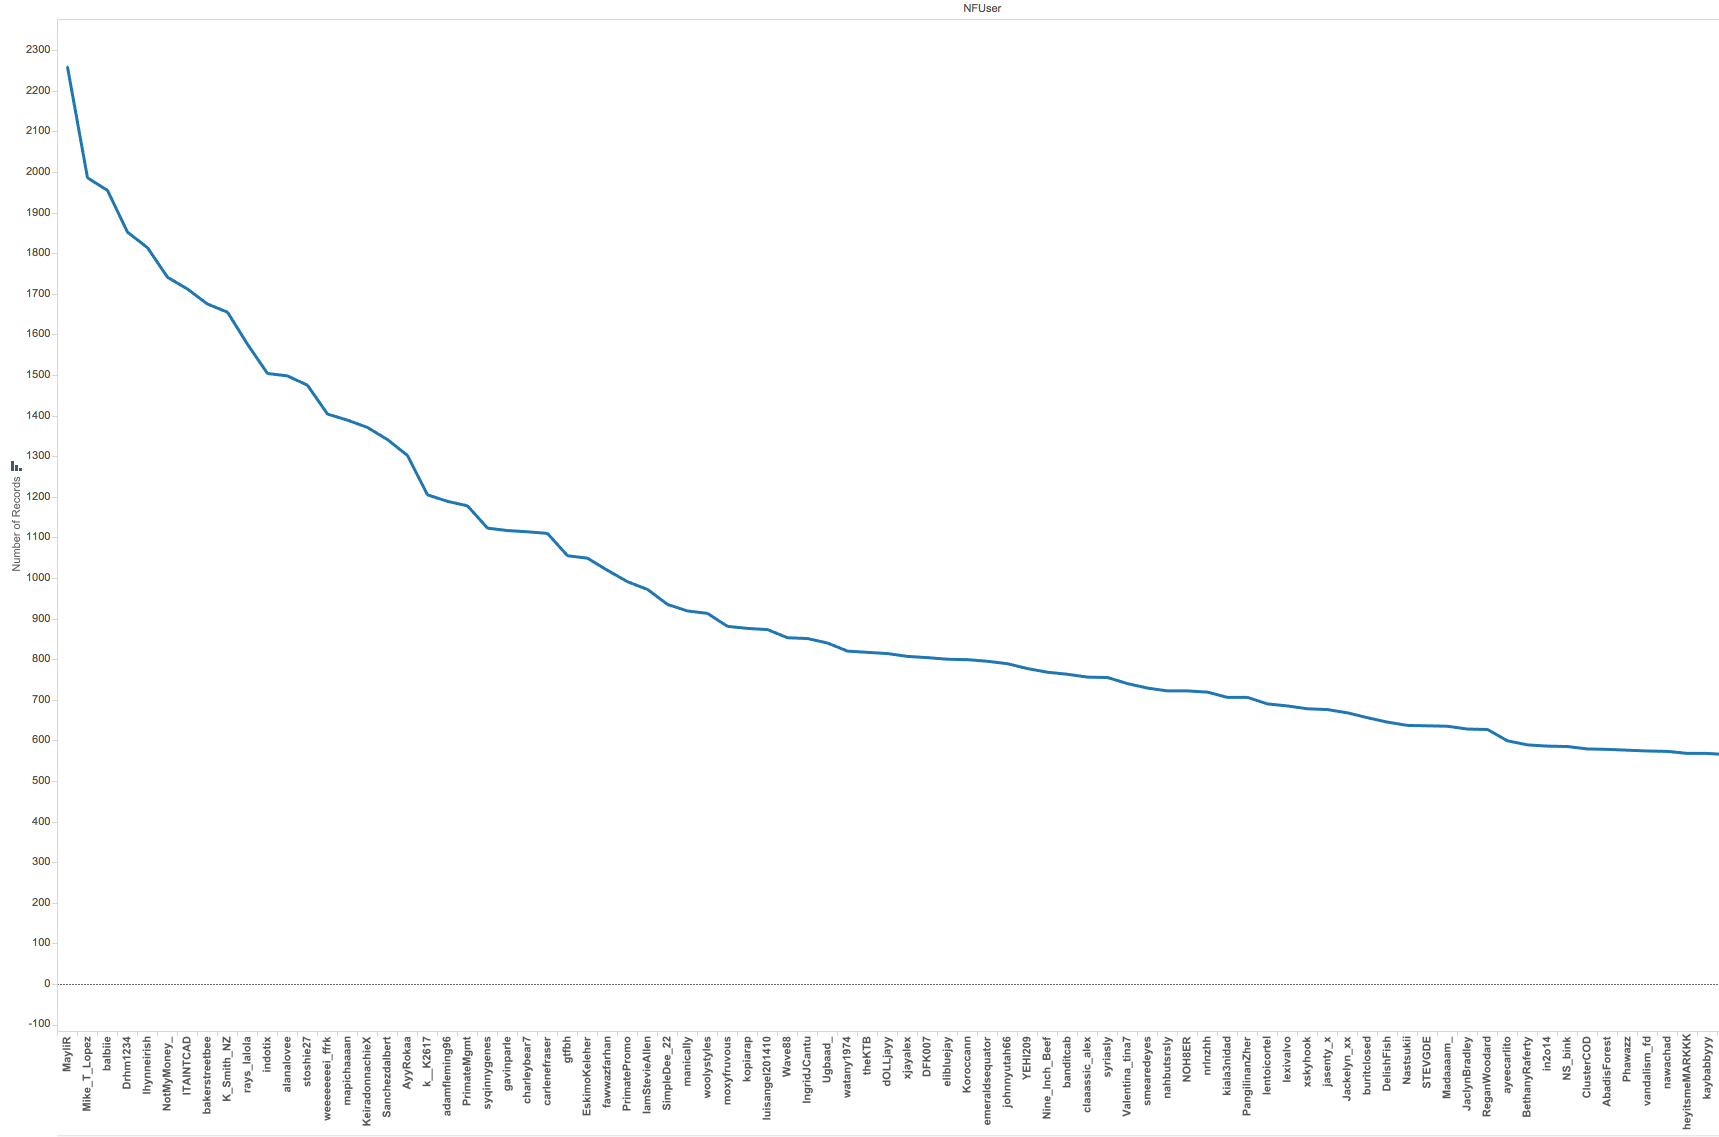 NFUser
2300
2200
2100
2000
1900
1800
1700
1600
1500
1400
1300
1200
1100
1000
900
800
700
600
500
400
300
200
100
0
-100
Number of Records
MayliR
Mike_T_Lopez
balbiie
Drhm1234
lhynneirish
NotMyMoney_
ITAINTCAD
bakerstreetbee
K_Smith_NZ
rays_lalola
indotix
alanalovee
stoshie27
weeeeeeeei_ffrk
mapichaaaan
KeiradonnachieX
Sanchezdalbert
AyyRokaa
k__K2617
adamfleming96
PrimateMgmt
syqinnygenes
gavinparle
charleybear7
carlenefraser
gtfbh
EskimoKeleher
fawwazfarhan
PrimatePromo
IamStevieAllen
SimpleDee_22
manically
woolystyles
moxyfruvous
kopiarap
luisangel201410
Wave88
IngridJCantu
Ugbaad_
watany1974
theKTB
dOLLjayy
xjayalex
DFK007
elibluejay
Koroccann
emeraldsequator
johnnyutah66
YEHI209
Nine_Inch_Beef
banditcab
claaassic_alex
syriasly
Valentina_tina7
smearedeyes
nahbutsrsly
NOH8ER
nrlnzhh
kiala3nidad
PangilinanZher
lentoicortel
lexivalvo
xskyhook
jasenty_x
Jackelyn_xx
buritclosed
DelishFish
Nastsukii
STEVGDE
Madaaaam_
JaclynBradley
ReganWoodard
ayeecarlito
BethanyRaferty
in2o14
NS_bink
ClusterCOD
AbadisForest
Phawazz
vandalism_fd
nawachad
heyitsmeMARKKK
kaybabbyyy